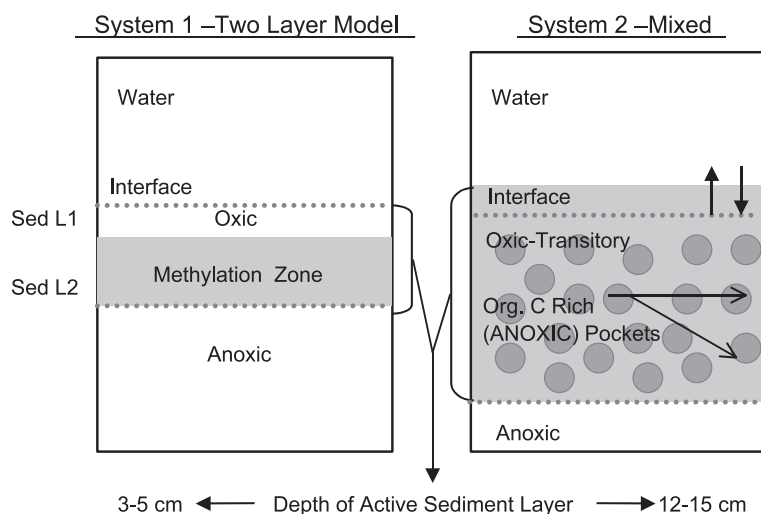 System 1 –Two Layer Model
System 2 –Mixed
Water
Interface
Sed L1
Oxic
Methylation Zone
Sed L2
Anoxic
Water
Interface
Oxic-Transitory
Org. C Rich
(ANOXIC) Pockets
Anoxic
3-5 cm
Depth of Active Sediment Layer
12-15 cm